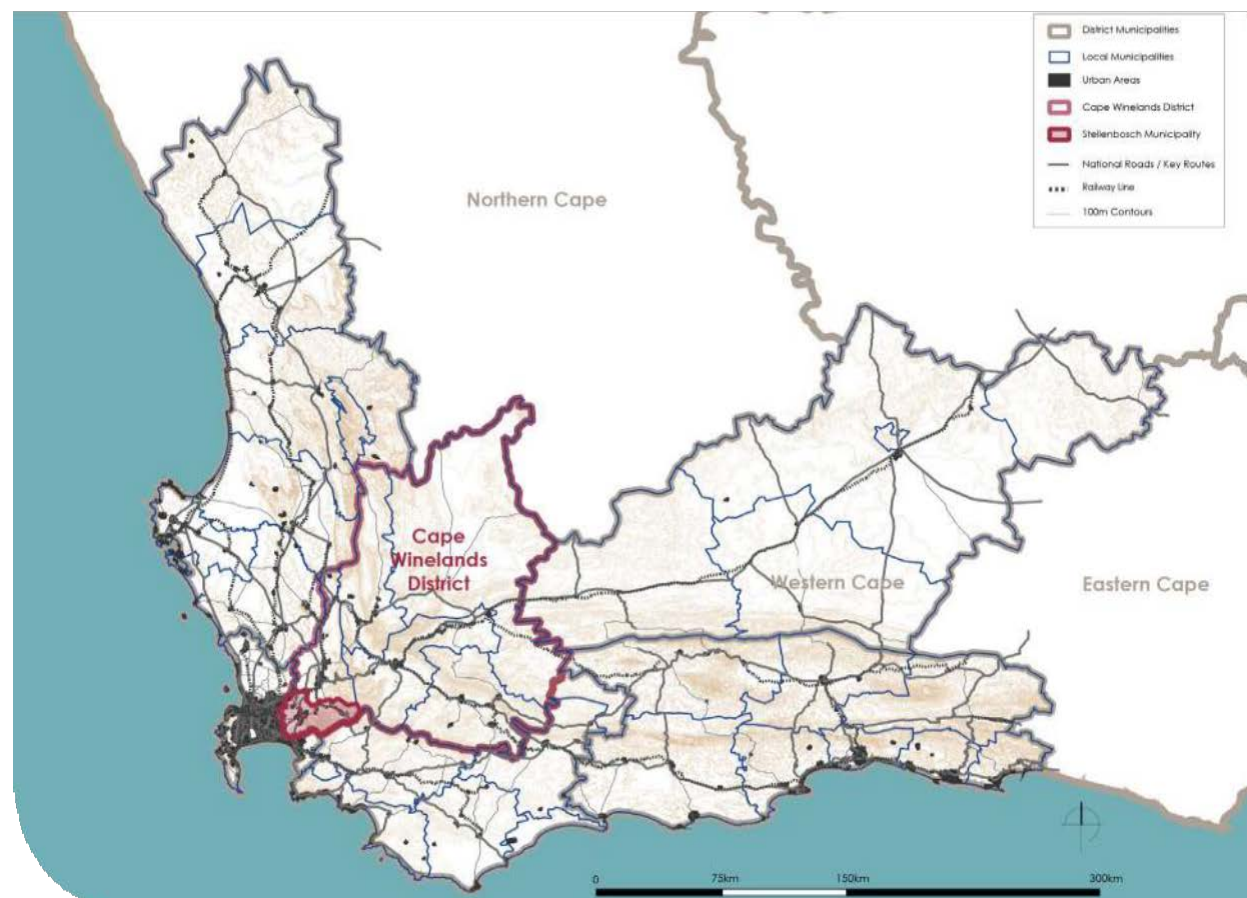 District Municipalities
Local Municipalities
Urban Areas
Cape Winelands District
Stellenbosch Municipality
National Roads / Key Routes
Railway Line
100m Contours
Northern Cape
Cape
Winelands
District
Western Cape
Eastern Cape
0
75km
150km
300km